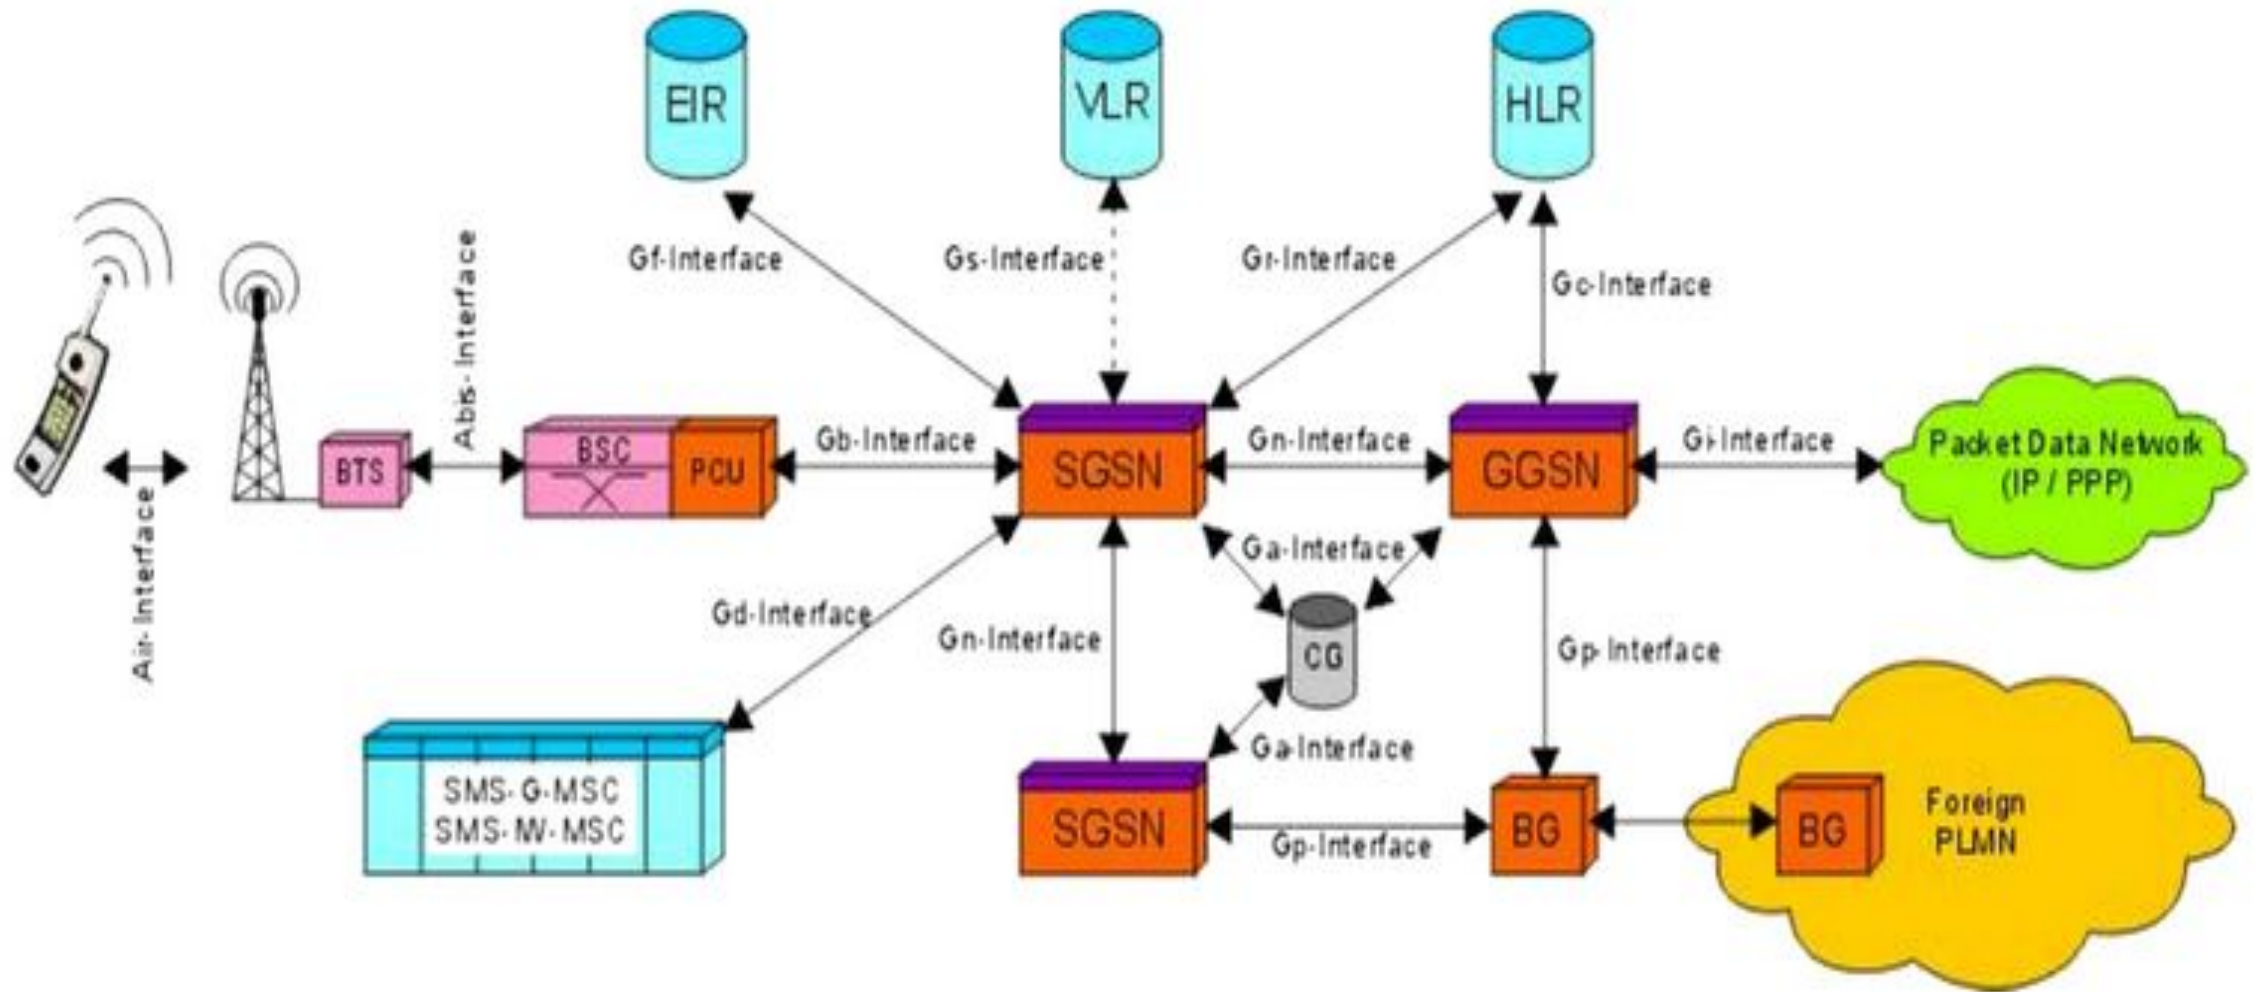 EIR
VLR
HLR
Gf-Interface
Gs-Interface
Gr-Interface
Gc-Interface
Abis-Interface
Air-Interface
BTS
BSC
PCU
Gb-Interface
SGSN
Gn-Interface
GGSN
Gi-Interface
Packet Data Network
(IP / PPP)
Ga-Interface
Gd-Interface
Gn-Interface
CG
Gp-Interface
Ga-Interface
SMS-G-MSC
SMS-IW-MSC
SGSN
Gp-Interface
BG
BG
Foreign
PLMN